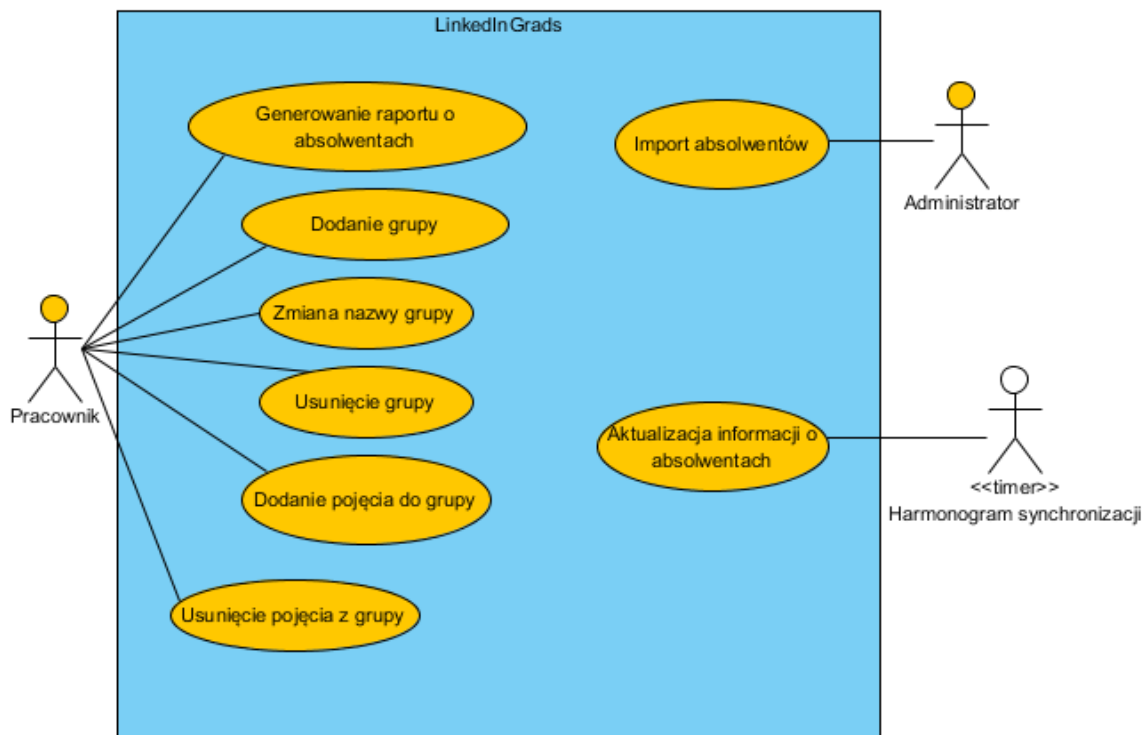 LinkedInGrads
Generowanie raportu o
absolwentach
Dodanie grupy
Zmiana nazwy grupy
Usunięcie grupy
Dodanie pojęcia do grupy
Usunięcie pojęcia z grupy
Pracownik
Import absolwentów
Administrator
Aktualizacja informacji o
absolwentach
<<timer>>
Harmonogram synchronizacji